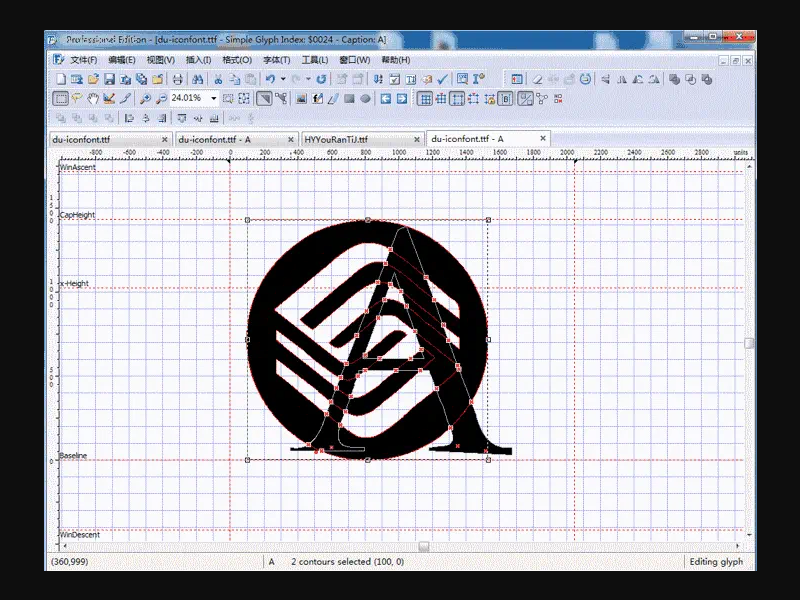 Professional Edition - [du-iconfont.ttf - Simple Glyph Index: $0024 - Caption: A]
文件(F) 编辑(E) 视图(V) 插入(I) 格式(O) 字体(T) 工具(L) 窗口(W) 帮助(H)
24.01%
du-iconfont.ttf du-iconfont.ttf - A HYYouRanTiJ.ttf du-iconfont.ttf - A
-800 -600 -400 -200 0 200 400 600 800 1000 1200 1400 1600 1800 2000 2200 2400 2600 2800 units
WinAscent
1500
CapHeight
x-Height
1000
500
Baseline
0
WinDescent
(360,999) A 2 contours selected (100, 0) Editing glyph